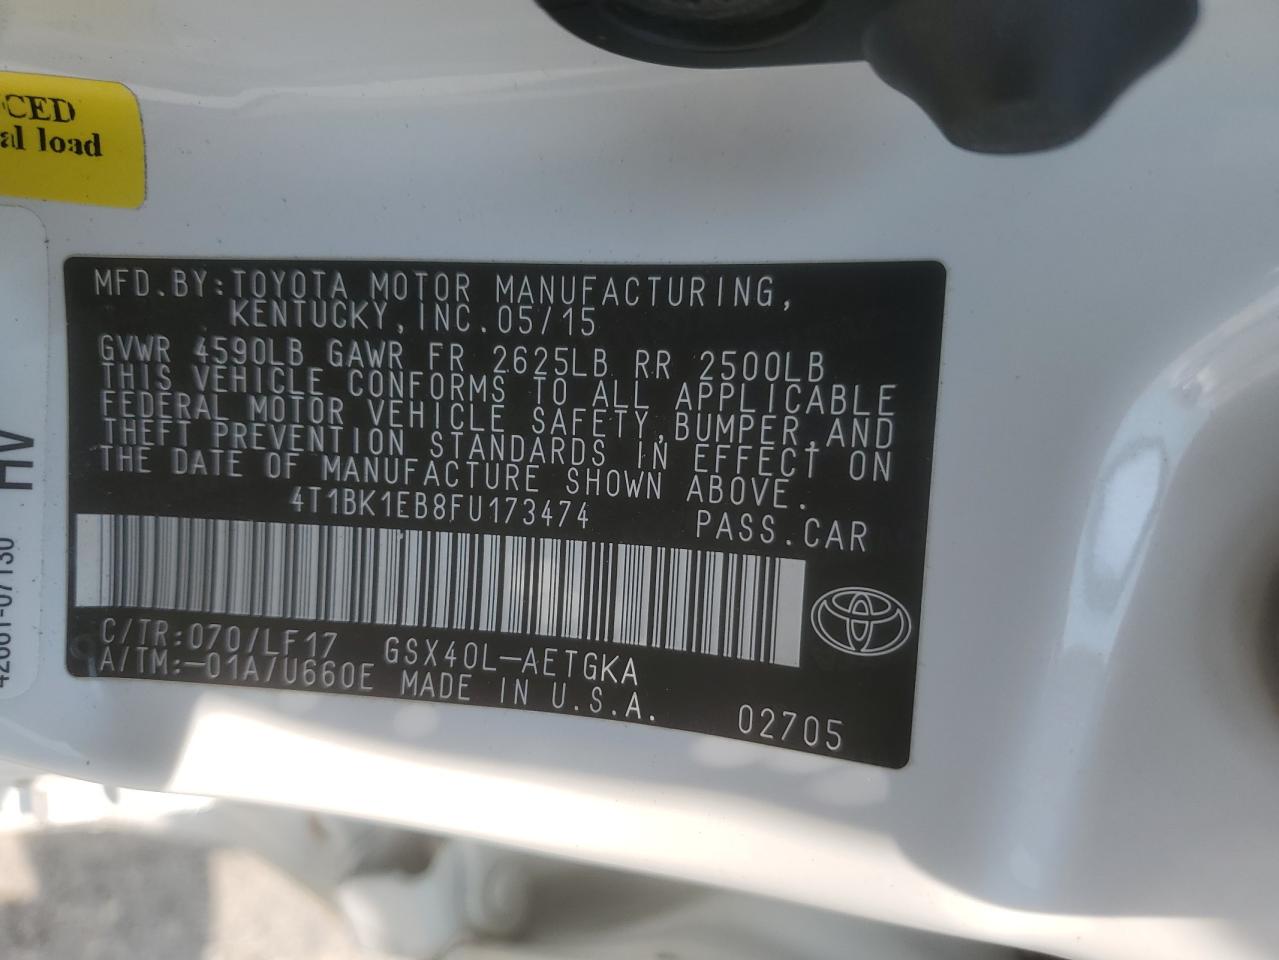 CED
al load
HV
MFD.BY:TOYOTA MOTOR MANUFACTURING,
KENTUCKY,INC.05/15
GVWR 4590LB GAWR FR 2625LB RR 2500LB
THIS VEHICLE CONFORMS TO ALL APPLICABLE
FEDERAL MOTOR VEHICLE SAFETY,BUMPER,AND
THEFT PREVENTION STANDARDS IN EFFECT ON
THE DATE OF MANUFACTURE SHOWN ABOVE.
4T1BK1EB8FU173474 PASS.CAR
C/TR:070/LF17 GSX40L-AETGKA
A/TM:-01A/U660E MADE IN U.S.A.
02705